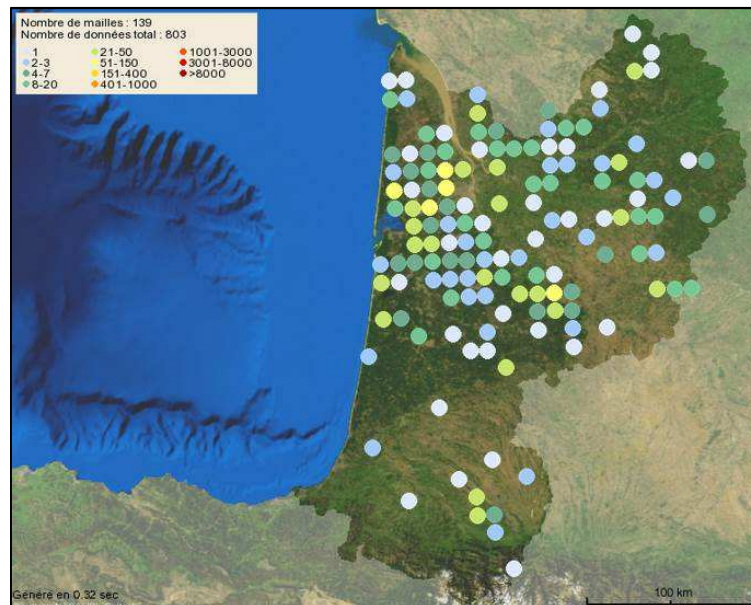 Nombre de mailles : 139
Nombre de données total : 803
1 21-50 1001-3000
2-3 51-150 3001-8000
4-7 151-400 >8000
8-20 401-1000
Généré en 0.32 sec
100 km